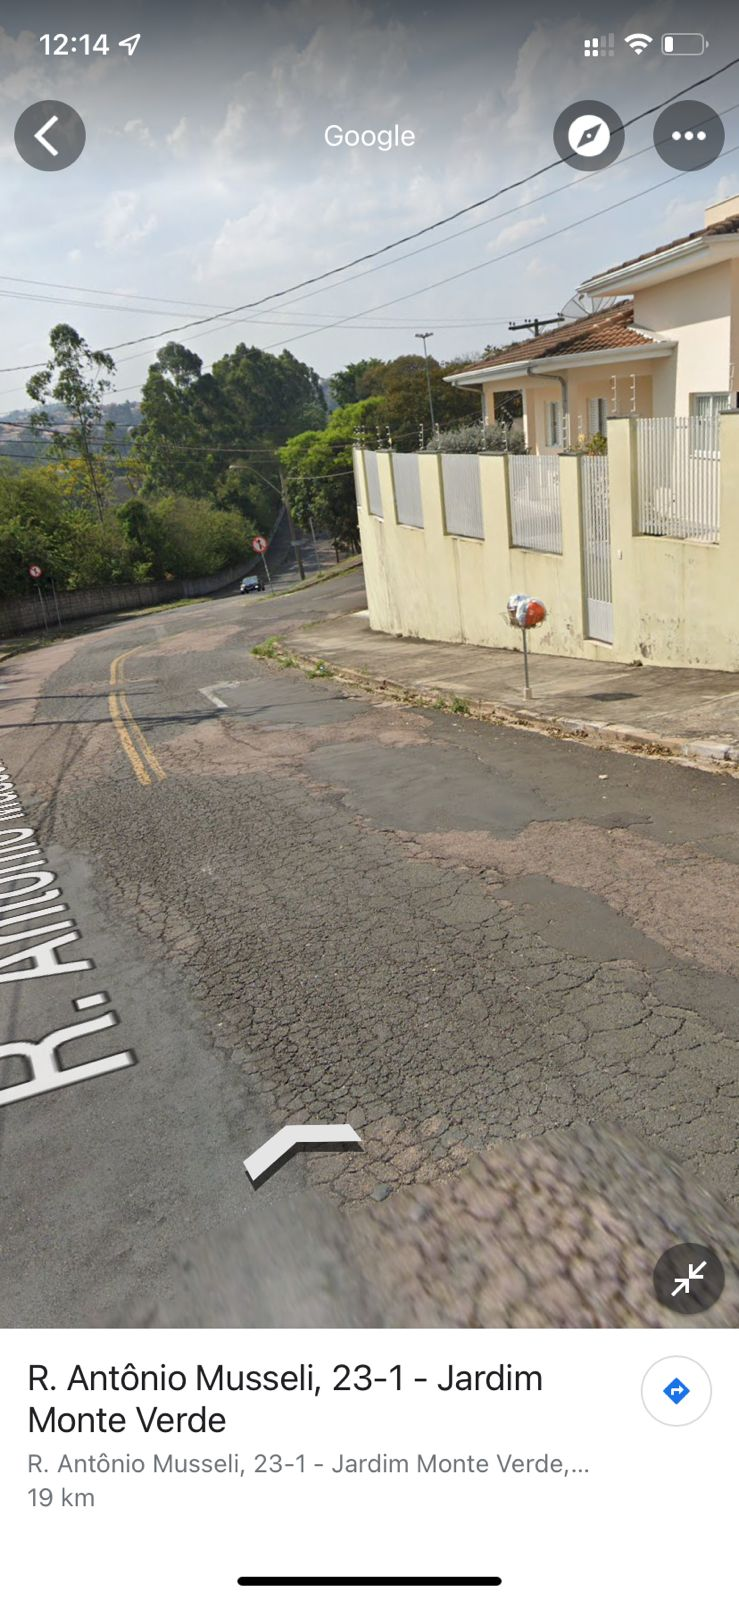 12:14
Google
R. Antônio
R. Antônio Musseli, 23-1 - Jardim
Monte Verde
R. Antônio Musseli, 23-1 - Jardim Monte Verde,...
19 km